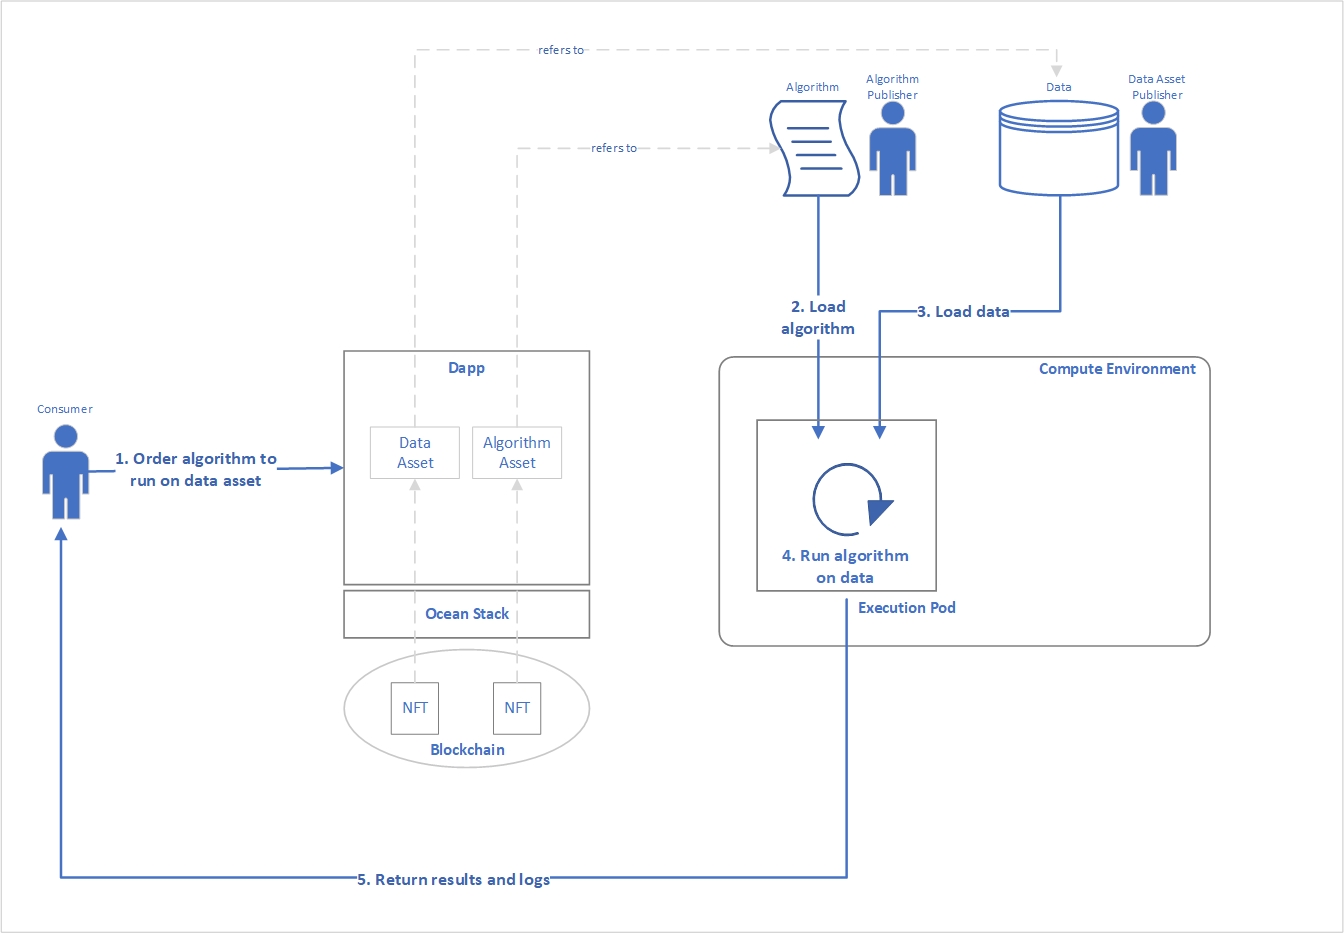 refers to
Algorithm
Algorithm
Publisher
Data
Data Asset
Publisher
refers to
2. Load
algorithm
3. Load data
Dapp
Compute Environment
Consumer
Data
Asset
Algorithm
Asset
1. Order algorithm to
run on data asset
4. Run algorithm
on data
Execution Pod
Ocean Stack
NFT
NFT
Blockchain
5. Return results and logs